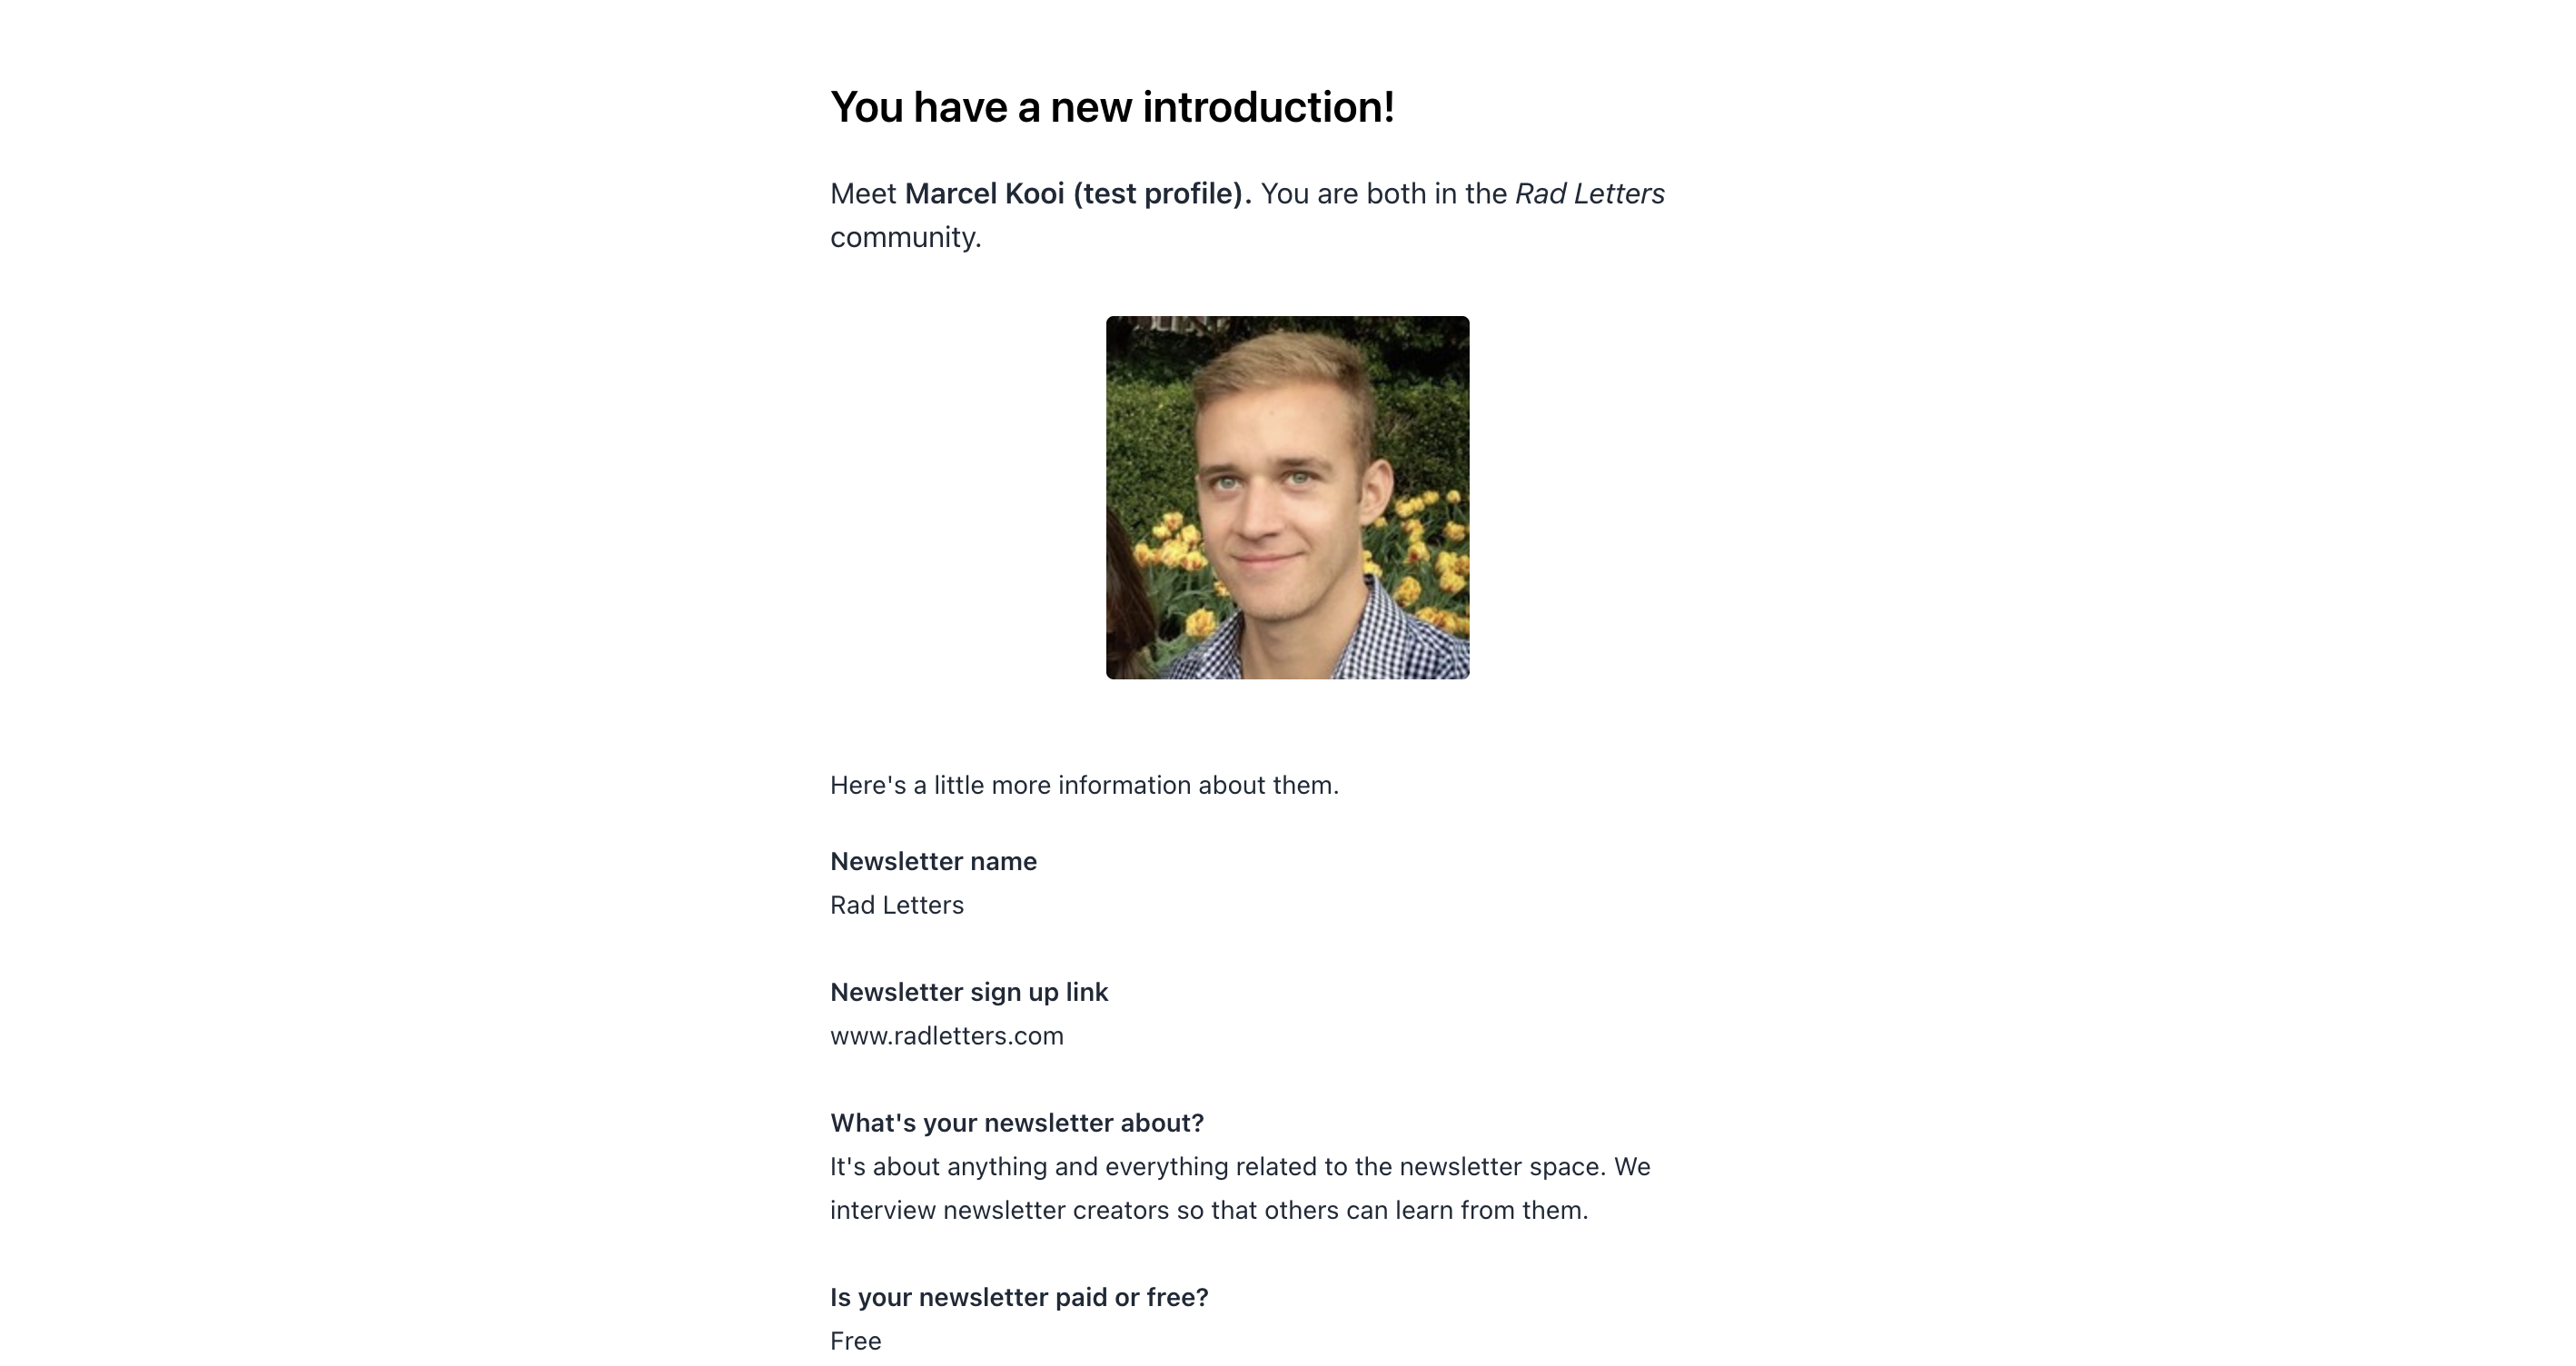 You have a new introduction!
Meet Marcel Kooi (test profile). You are both in the Rad Letters
community.
Here's a little more information about them.
Newsletter name
Rad Letters
Newsletter sign up link
www.radletters.com
What's your newsletter about?
It's about anything and everything related to the newsletter space. We
interview newsletter creators so that others can learn from them.
Is your newsletter paid or free?
Free